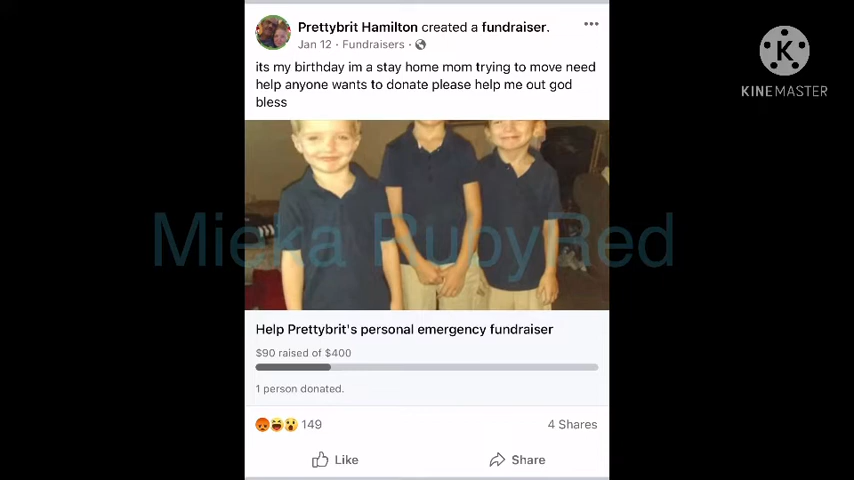 Prettybrit Hamilton created a fundraiser.
Jan 12 · Fundraisers ·
its my birthday im a stay home mom trying to move need
help anyone wants to donate please help me out god
bless
KINEMASTER
Mieka RubyRed
Help Prettybrit's personal emergency fundraiser
$90 raised of $400
1 person donated.
149
4 Shares
Like
Share